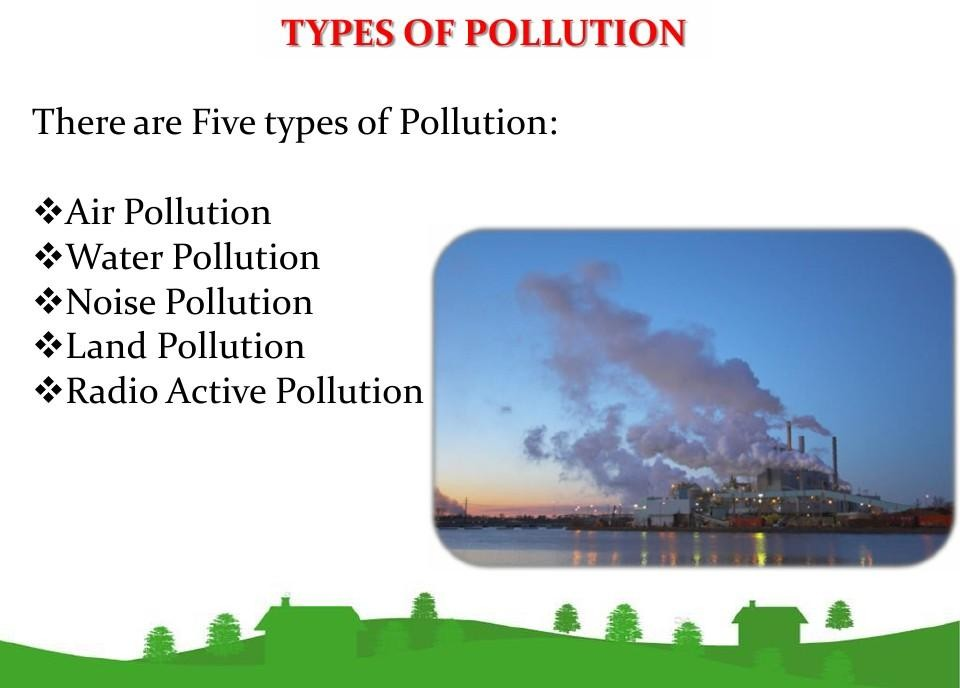 TYPES OF POLLUTION
There are Five types of Pollution:
❖Air Pollution
❖Water Pollution
❖Noise Pollution
❖Land Pollution
❖Radio Active Pollution